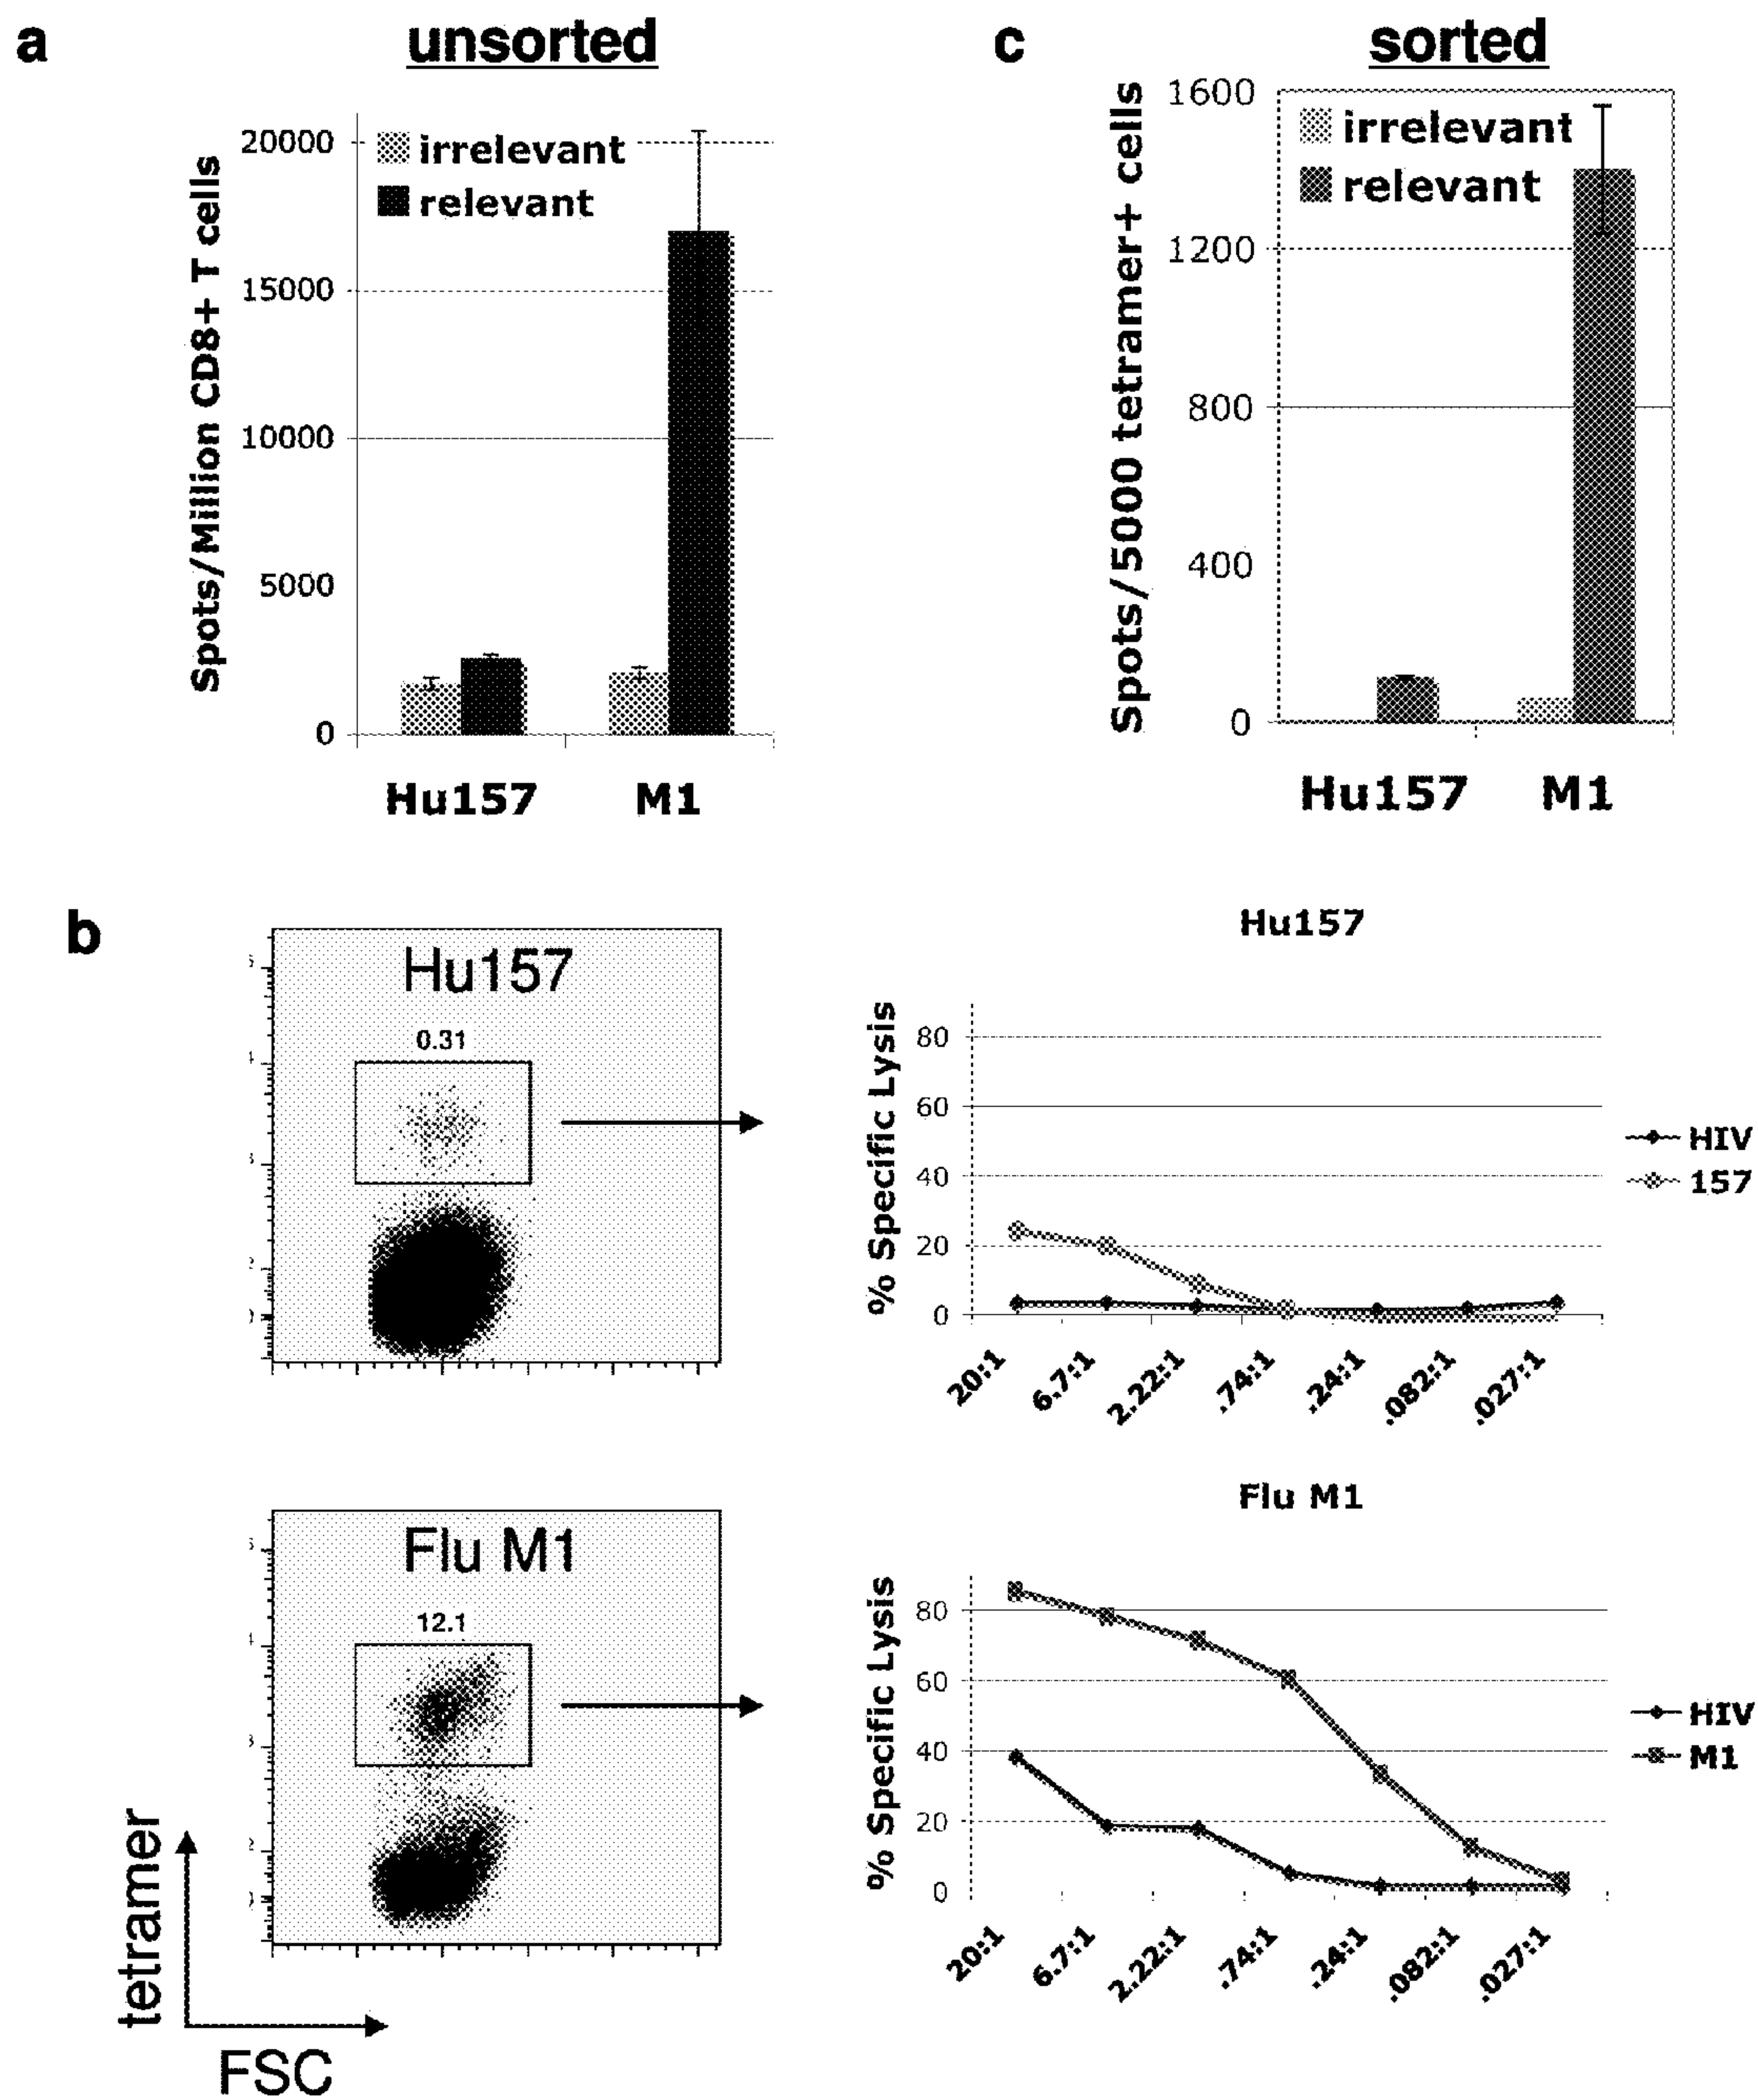 a
unsorted
Spots/Million CD8+ T cells
20000
15000
10000
5000
0
irrelevant
relevant
Hu157
M1
c
sorted
Spots/5000 tetramer+ cells
1600
1200
800
400
0
irrelevant
relevant
Hu157
M1
b
Hu157
0.31
Hu157
% Specific Lysis
80
60
40
20
0
20:1
6.7:1
2.22:1
.74:1
.24:1
.082:1
.027:1
HIV
157
Flu M1
12.1
tetramer
FSC
Flu M1
% Specific Lysis
80
60
40
20
0
20:1
6.7:1
2.22:1
.74:1
.24:1
.082:1
.027:1
HIV
M1